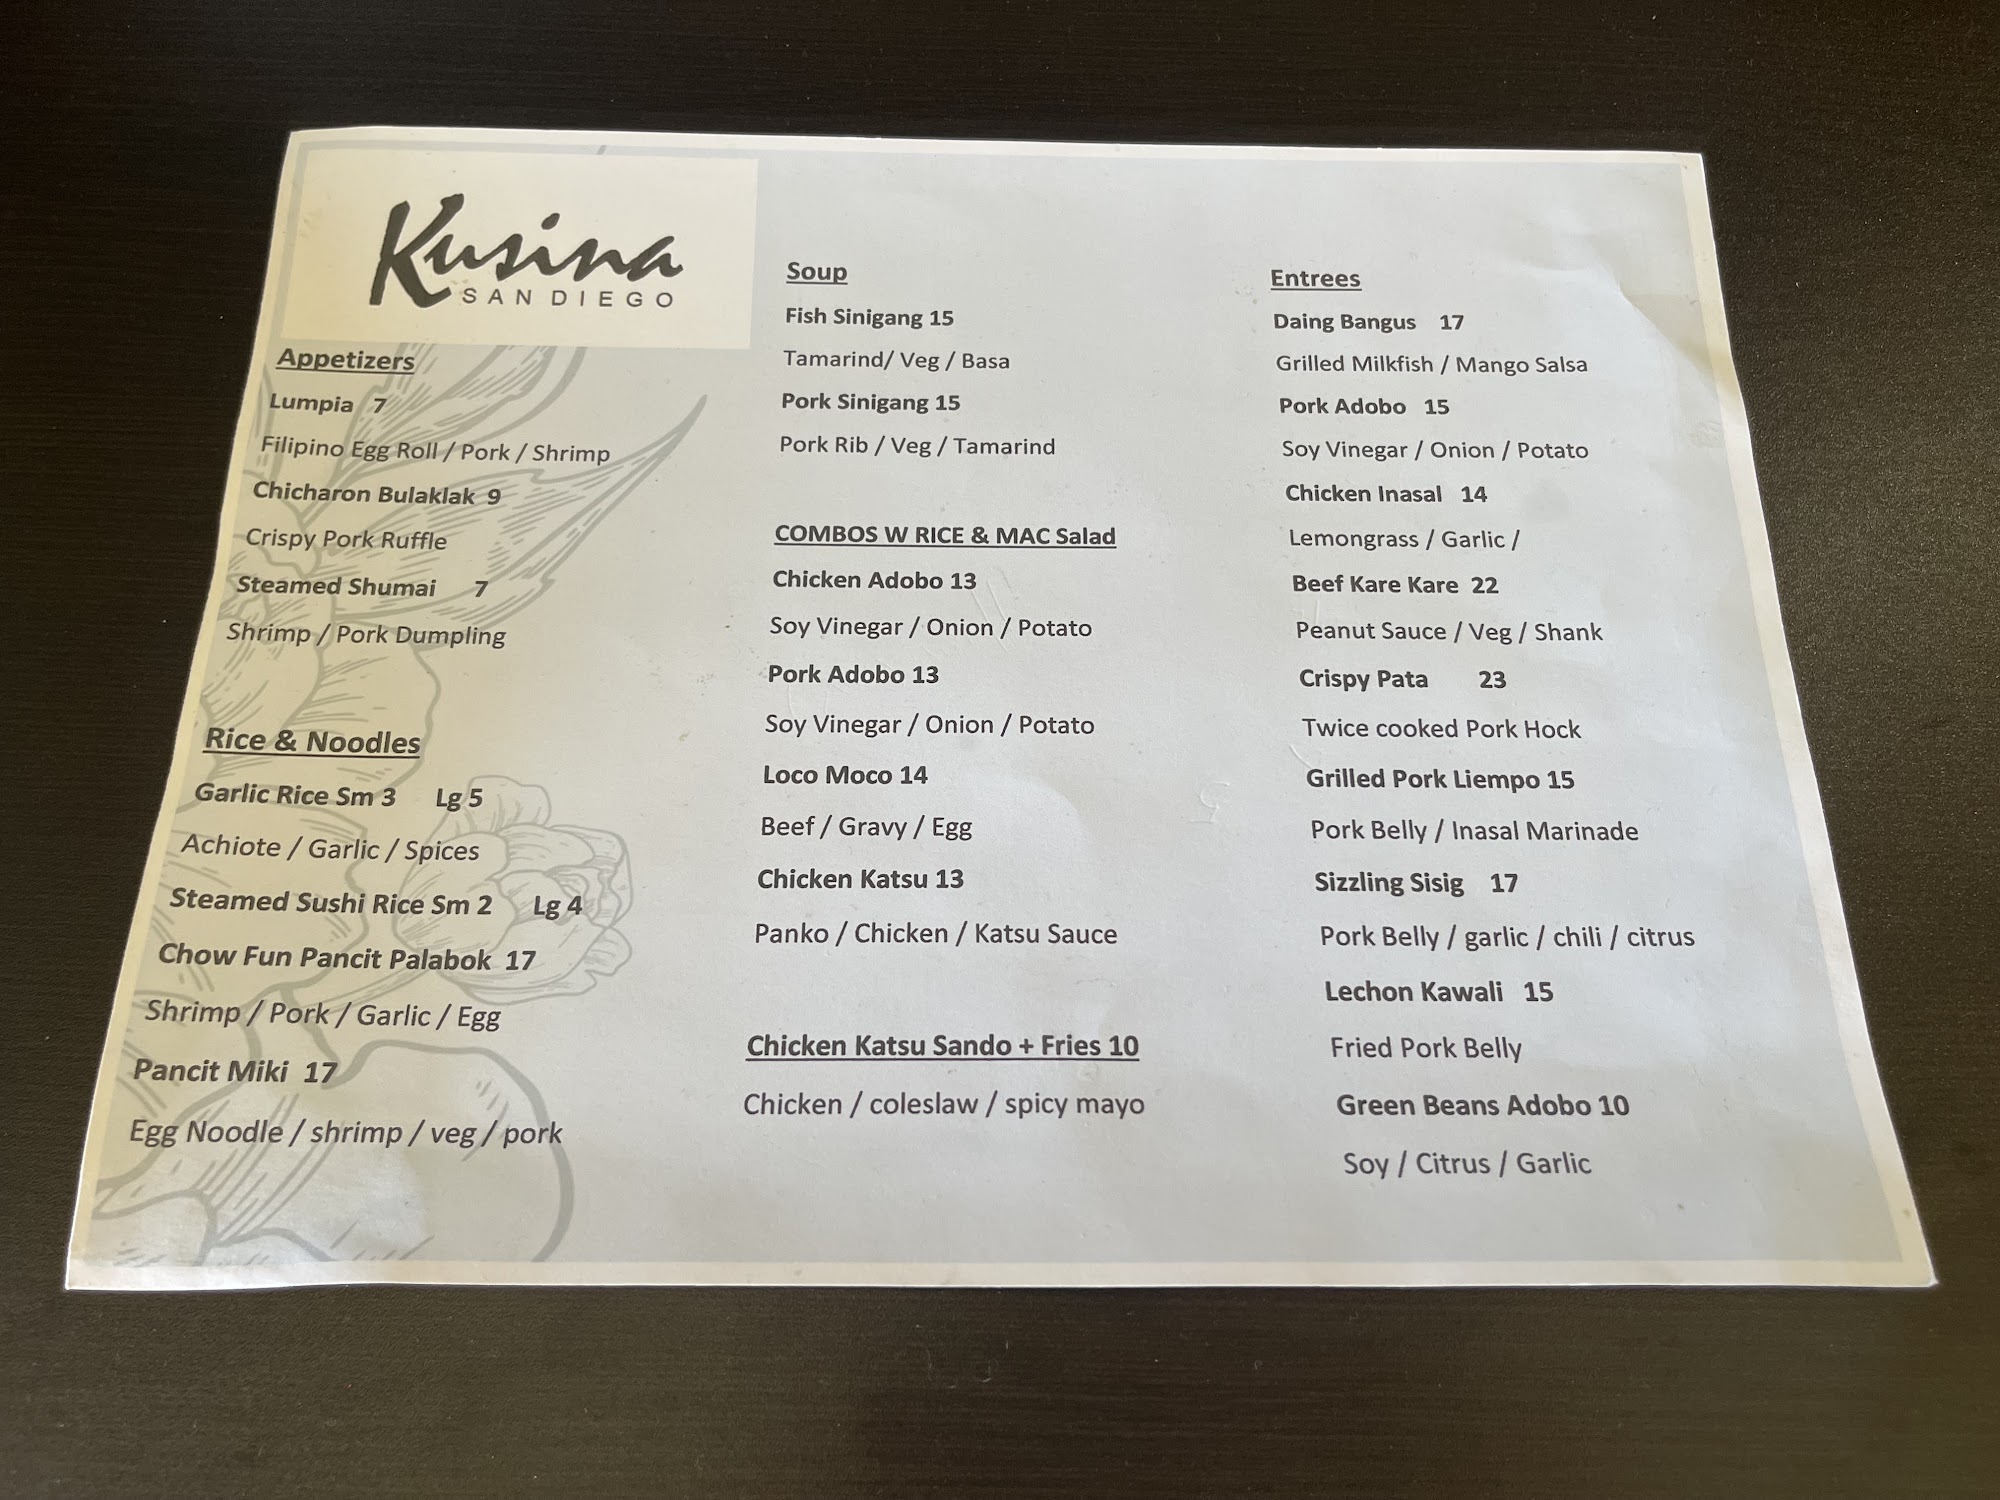 Kusina
SAN DIEGO
Appetizers
Lumpia 7
Filipino Egg Roll / Pork / Shrimp
Chicharon Bulaklak 9
Crispy Pork Ruffle
Steamed Shumai 7
Shrimp / Pork Dumpling
Rice & Noodles
Garlic Rice Sm 3 Lg 5
Achiote / Garlic / Spices
Steamed Sushi Rice Sm 2 Lg 4
Chow Fun Pancit Palabok 17
Shrimp / Pork / Garlic / Egg
Pancit Miki 17
Egg Noodle / shrimp / veg / pork
Soup
Fish Sinigang 15
Tamarind/ Veg / Basa
Pork Sinigang 15
Pork Rib / Veg / Tamarind
COMBOS W RICE & MAC Salad
Chicken Adobo 13
Soy Vinegar / Onion / Potato
Pork Adobo 13
Soy Vinegar / Onion / Potato
Loco Moco 14
Beef / Gravy / Egg
Chicken Katsu 13
Panko / Chicken / Katsu Sauce
Chicken Katsu Sando + Fries 10
Chicken / coleslaw / spicy mayo
Entrees
Daing Bangus 17
Grilled Milkfish / Mango Salsa
Pork Adobo 15
Soy Vinegar / Onion / Potato
Chicken Inasal 14
Lemongrass / Garlic /
Beef Kare Kare 22
Peanut Sauce / Veg / Shank
Crispy Pata 23
Twice cooked Pork Hock
Grilled Pork Liempo 15
Pork Belly / Inasal Marinade
Sizzling Sisig 17
Pork Belly / garlic / chili / citrus
Lechon Kawali 15
Fried Pork Belly
Green Beans Adobo 10
Soy / Citrus / Garlic